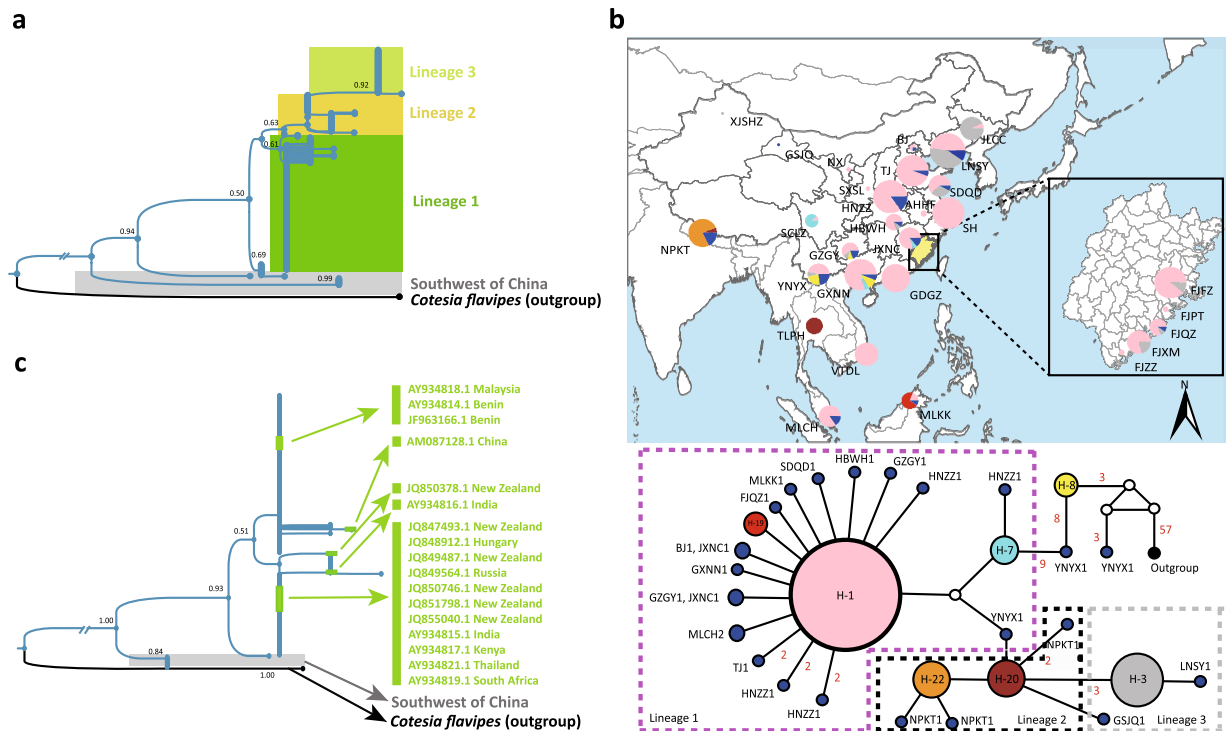 a
Lineage 3
0.92
Lineage 2
0.63
0.61
Lineage 1
0.50
0.94
0.69
0.99
Southwest of China
Cotesia flavipes (outgroup)
b
XJSHZ
GSJQ
NX
BJ
JLCC
LNSY
TJ
SXSL
SDQD
HNZZ
AHHF
HBWH
SH
SCLZ
JXNC
NPKT
GZGY
YNYX
GXNN
GDGZ
TLPH
VTDL
MLCH
MLKK
FJFZ
FJPT
FJQZ
FJXM
FJZZ
N
c
AY934818.1 Malaysia
AY934814.1 Benin
JF963166.1 Benin
AM087128.1 China
JQ850378.1 New Zealand
AY934816.1 India
JQ847493.1 New Zealand
JQ848912.1 Hungary
JQ849487.1 New Zealand
JQ849564.1 Russia
JQ850746.1 New Zealand
JQ851798.1 New Zealand
JQ855040.1 New Zealand
AY934815.1 India
AY934817.1 Kenya
AY934821.1 Thailand
AY934819.1 South Africa
0.51
0.93
1.00
0.84
1.00
Southwest of China
Cotesia flavipes (outgroup)
HBWH1
GZGY1
SDQD1
HNZZ1
MLKK1
FJQZ1
H-19
BJ1, JXNC1
GXNN1
GZGY1, JXNC1
MLCH2
TJ1
HNZZ1
HNZZ1
2
2
2
H-1
Lineage 1
HNZZ1
H-7
9
YNYX1
8
H-8
3
3
YNYX1
57
Outgroup
YNYX1
NPKT1
2
H-22
H-20
NPKT1
NPKT1
Lineage 2
3
H-3
LNSY1
GSJQ1
Lineage 3